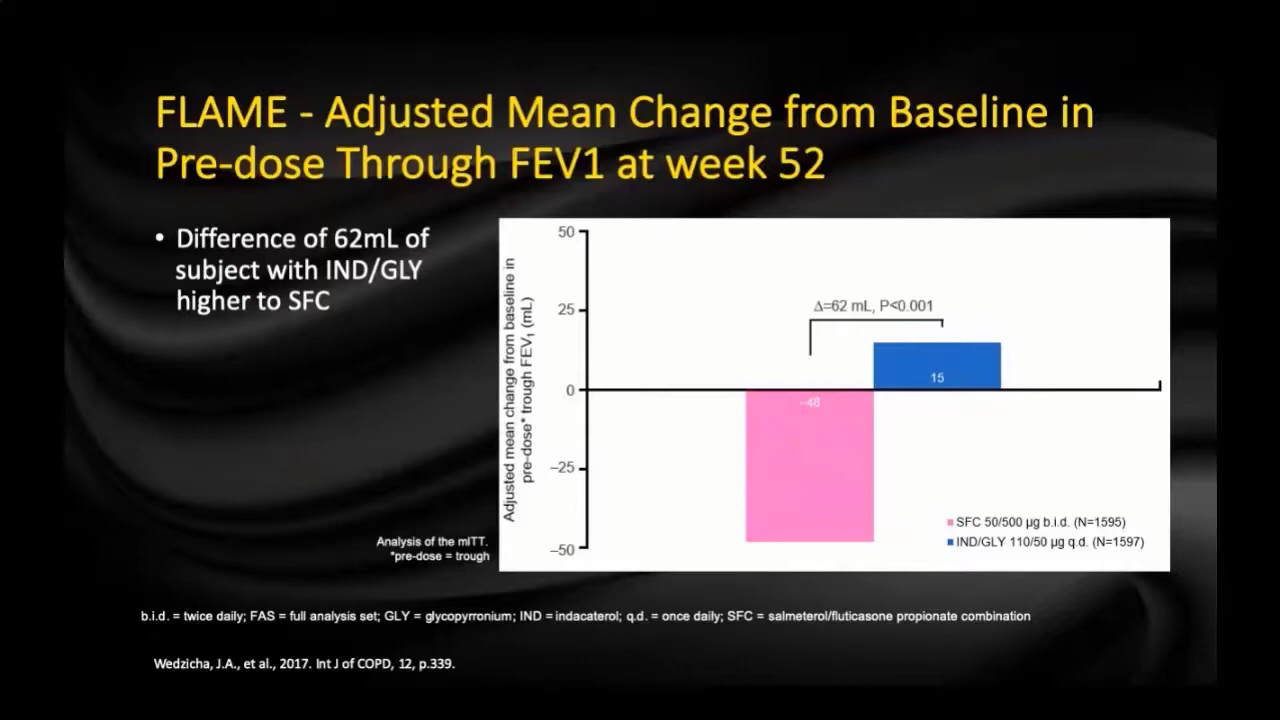 FLAME - Adjusted Mean Change from Baseline in
Pre-dose Through FEV1 at week 52
• Difference of 62mL of
subject with IND/GLY
higher to SFC
Adjusted mean change from baseline in
pre-dose* trough FEV₁ (mL)
50
25
0
–25
–50
Δ=62 mL, P<0.001
15
–48
SFC 50/500 µg b.i.d. (N=1595)
IND/GLY 110/50 µg q.d. (N=1597)
Analysis of the mITT.
*pre-dose = trough
b.i.d. = twice daily; FAS = full analysis set; GLY = glycopyrronium; IND = indacaterol; q.d. = once daily; SFC = salmeterol/fluticasone propionate combination
Wedzicha, J.A., et al., 2017. Int J of COPD, 12, p.339.